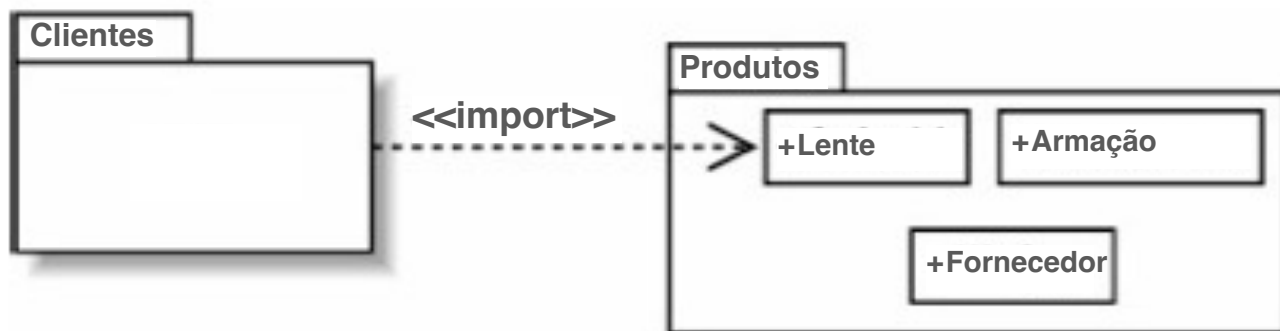 Clientes
Produtos
<<import>>
+Lente
+Armação
+Fornecedor